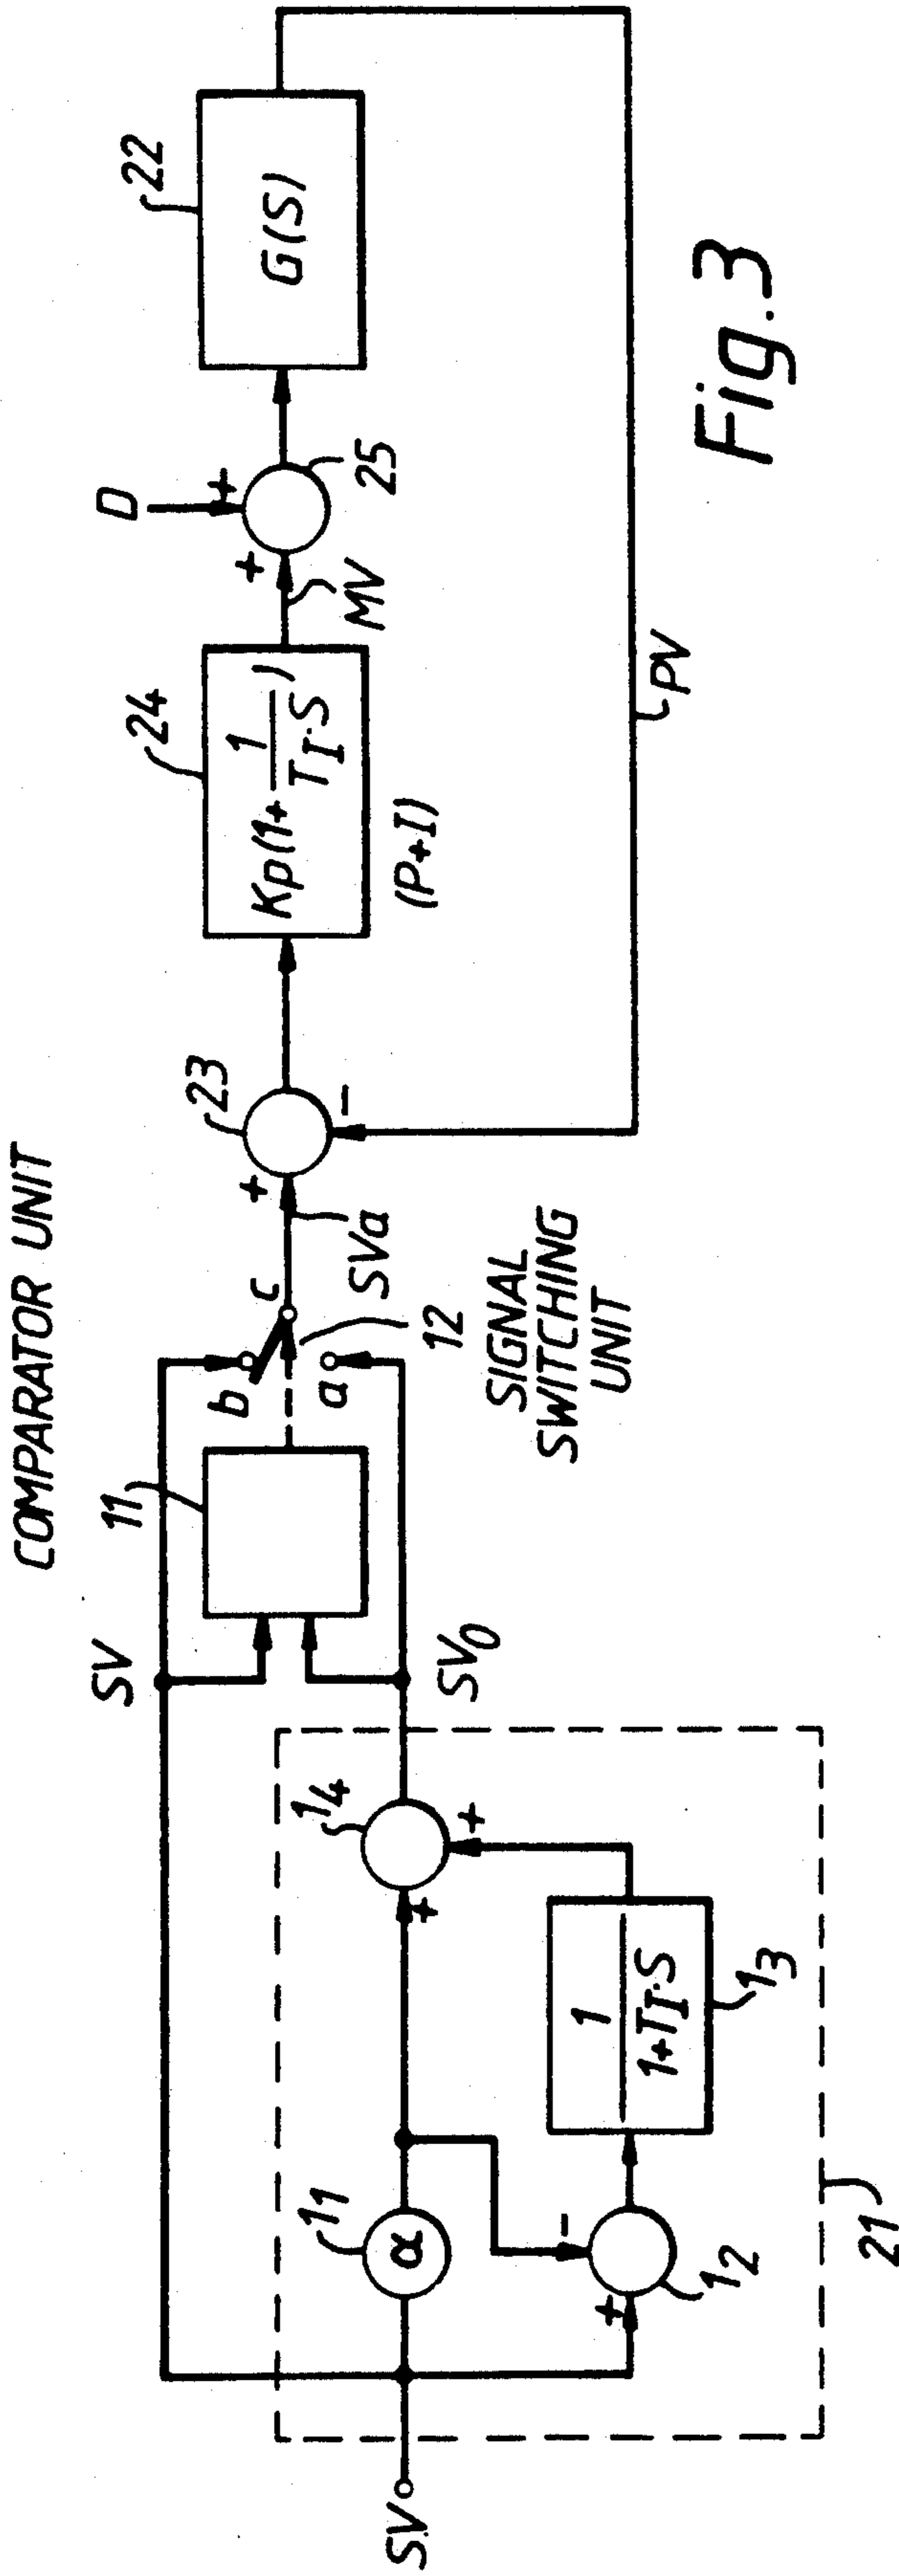 COMPARATOR UNIT
SV
SV
11
b
c
a
12
SIGNAL
SWITCHING
UNIT
SVa
SV0
21
11
α
12
+
-
1
1+TI·S
13
14
+
+
23
+
-
24
Kp(1+1/TI·S)
(P+I)
MV
D
+
+
25
22
G(S)
PV
Fig.3